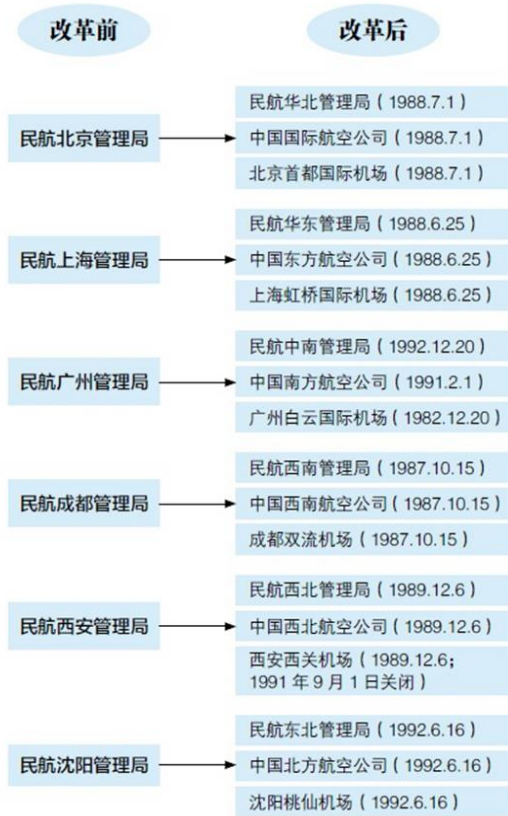 改革前
改革后
民航北京管理局
民航华北管理局(1988.7.1)
中国国际航空公司(1988.7.1)
北京首都国际机场(1988.7.1)
民航上海管理局
民航华东管理局(1988.6.25)
中国东方航空公司(1988.6.25)
上海虹桥国际机场(1988.6.25)
民航广州管理局
民航中南管理局(1992.12.20)
中国南方航空公司(1991.2.1)
广州白云国际机场(1982.12.20)
民航成都管理局
民航西南管理局(1987.10.15)
中国西南航空公司(1987.10.15)
成都双流机场(1987.10.15)
民航西安管理局
民航西北管理局(1989.12.6)
中国西北航空公司(1989.12.6)
西安西关机场(1989.12.6;
1991年9月1日关闭)
民航沈阳管理局
民航东北管理局(1992.6.16)
中国北方航空公司(1992.6.16)
沈阳桃仙机场(1992.6.16)